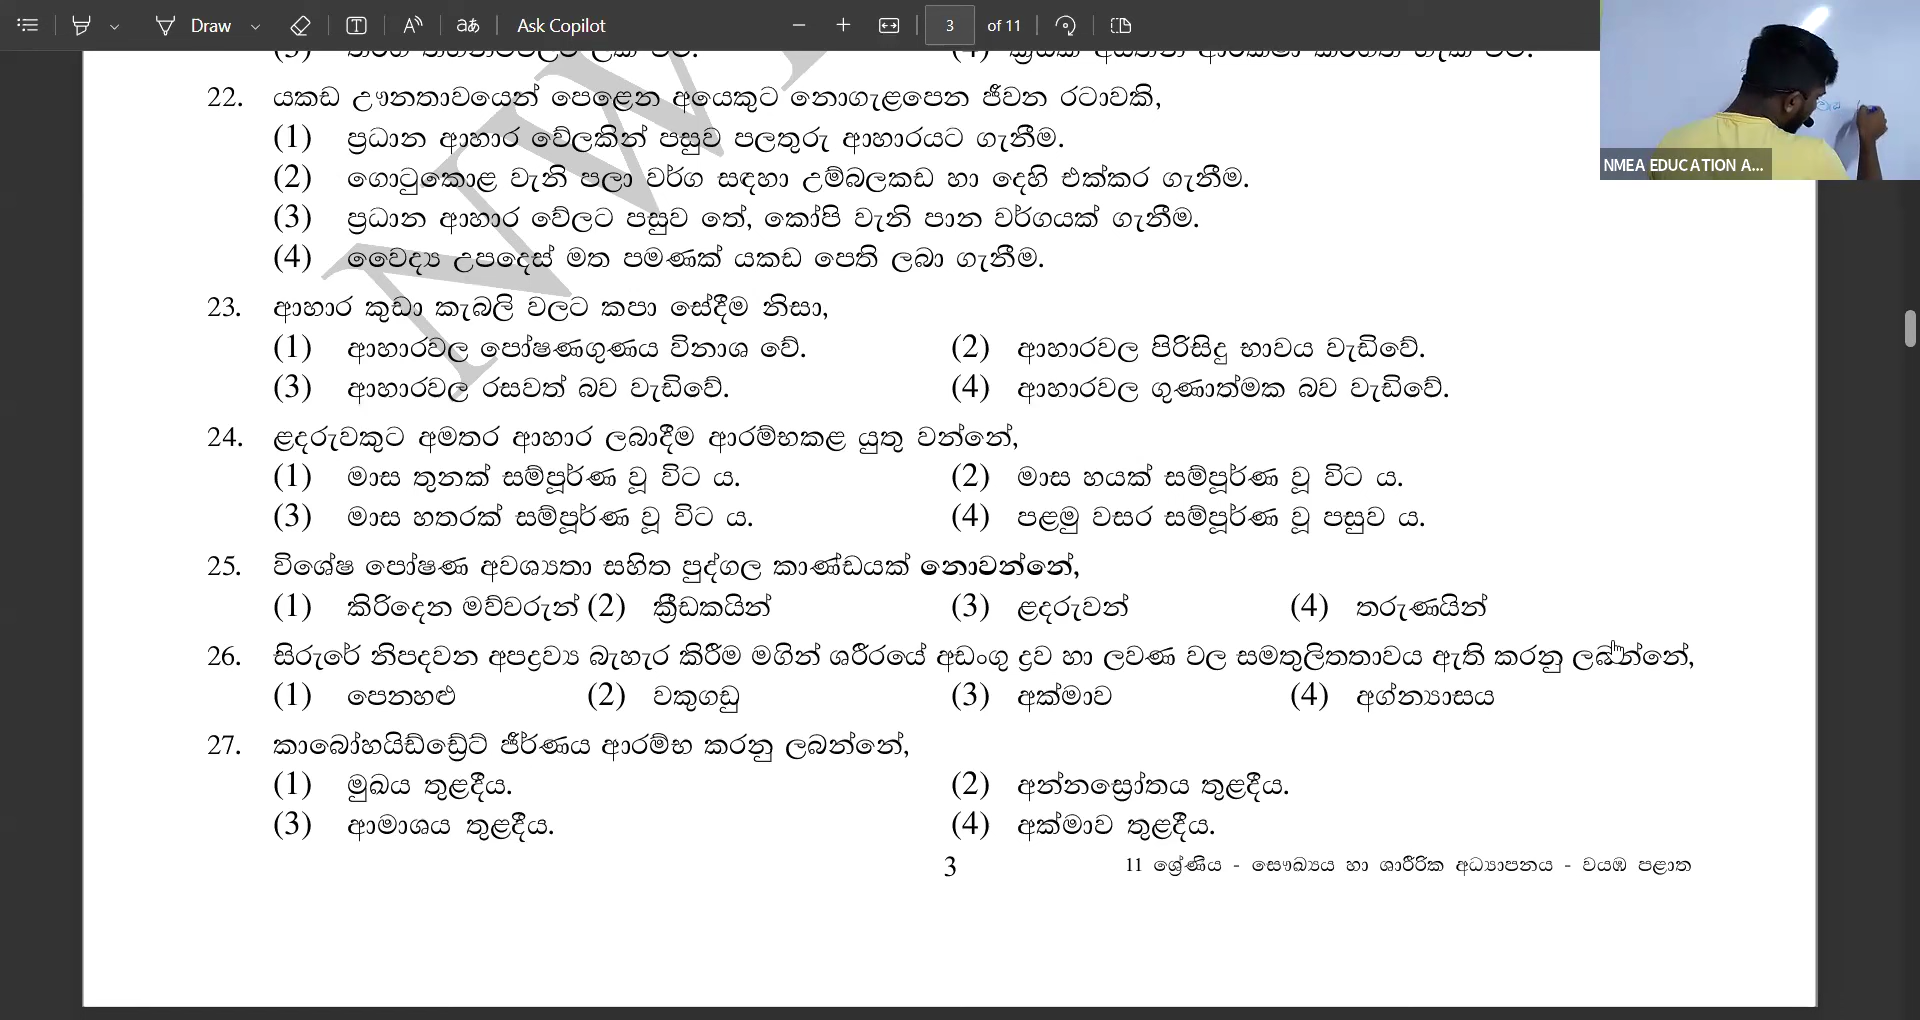 Draw
Ask Copilot
3 of 11
22. යකඩ ඌනතාවයෙන් පෙළෙන අයෙකුට නොගැළපෙන ජීවන රටාවකි,
(1) ප්‍රධාන ආහාර වේලකින් පසුව පලතුරු ආහාරයට ගැනීම.
(2) ගොටුකොළ වැනි පලා වර්ග සඳහා උම්බලකඩ හා දෙහි එක්කර ගැනීම.
(3) ප්‍රධාන ආහාර වේලට පසුව තේ, කෝපි වැනි පාන වර්ගයක් ගැනීම.
(4) වෛද්‍ය උපදෙස් මත පමණක් යකඩ පෙති ලබා ගැනීම.
23. ආහාර කුඩා කැබලි වලට කපා සේදීම නිසා,
(1) ආහාරවල පෝෂණගුණය විනාශ වේ. (2) ආහාරවල පිරිසිදු භාවය වැඩිවේ.
(3) ආහාරවල රසවත් බව වැඩිවේ. (4) ආහාරවල ගුණාත්මක බව වැඩිවේ.
24. ළදරුවකුට අමතර ආහාර ලබාදීම ආරම්භකළ යුතු වන්නේ,
(1) මාස තුනක් සම්පූර්ණ වූ විට ය. (2) මාස හයක් සම්පූර්ණ වූ විට ය.
(3) මාස හතරක් සම්පූර්ණ වූ විට ය. (4) පළමු වසර සම්පූර්ණ වූ පසුව ය.
25. විශේෂ පෝෂණ අවශ්‍යතා සහිත පුද්ගල කාණ්ඩයක් නොවන්නේ,
(1) කිරිදෙන මව්වරුන් (2) ක්‍රීඩකයින් (3) ළදරුවන් (4) තරුණයින්
26. සිරුරේ නිපදවන අපද්‍රව්‍ය බැහැර කිරීම මගින් ශරීරයේ අඩංගු ද්‍රව හා ලවණ වල සමතුලිතතාවය ඇති කරනු ලබන්නේ,
(1) පෙනහළු (2) වකුගඩු (3) අක්මාව (4) අග්න්‍යාසය
27. කාබෝහයිඩ්ඩ්‍රේට් ජීර්ණය ආරම්භ කරනු ලබන්නේ,
(1) මුඛය තුළදීය. (2) අන්නස්‍රෝතය තුළදීය.
(3) ආමාශය තුළදීය. (4) අක්මාව තුළදීය.
3 11 ශ්‍රේණිය - සෞඛ්‍යය හා ශාරීරික අධ්‍යාපනය - වයඹ පළාත
NMEA EDUCATION A...